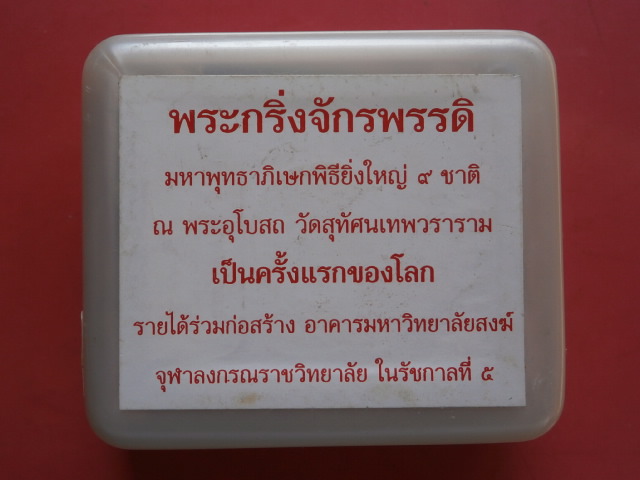 พระกริ่งจักรพรรดิ
มหาพุทธาภิเษกพิธียิ่งใหญ่ ๙ ชาติ
ณ พระอุโบสถ วัดสุทัศนเทพวราราม
เป็นครั้งแรกของโลก
รายได้ร่วมก่อสร้าง อาคารมหาวิทยาลัยสงฆ์
จุฬาลงกรณราชวิทยาลัย ในรัชกาลที่ ๕